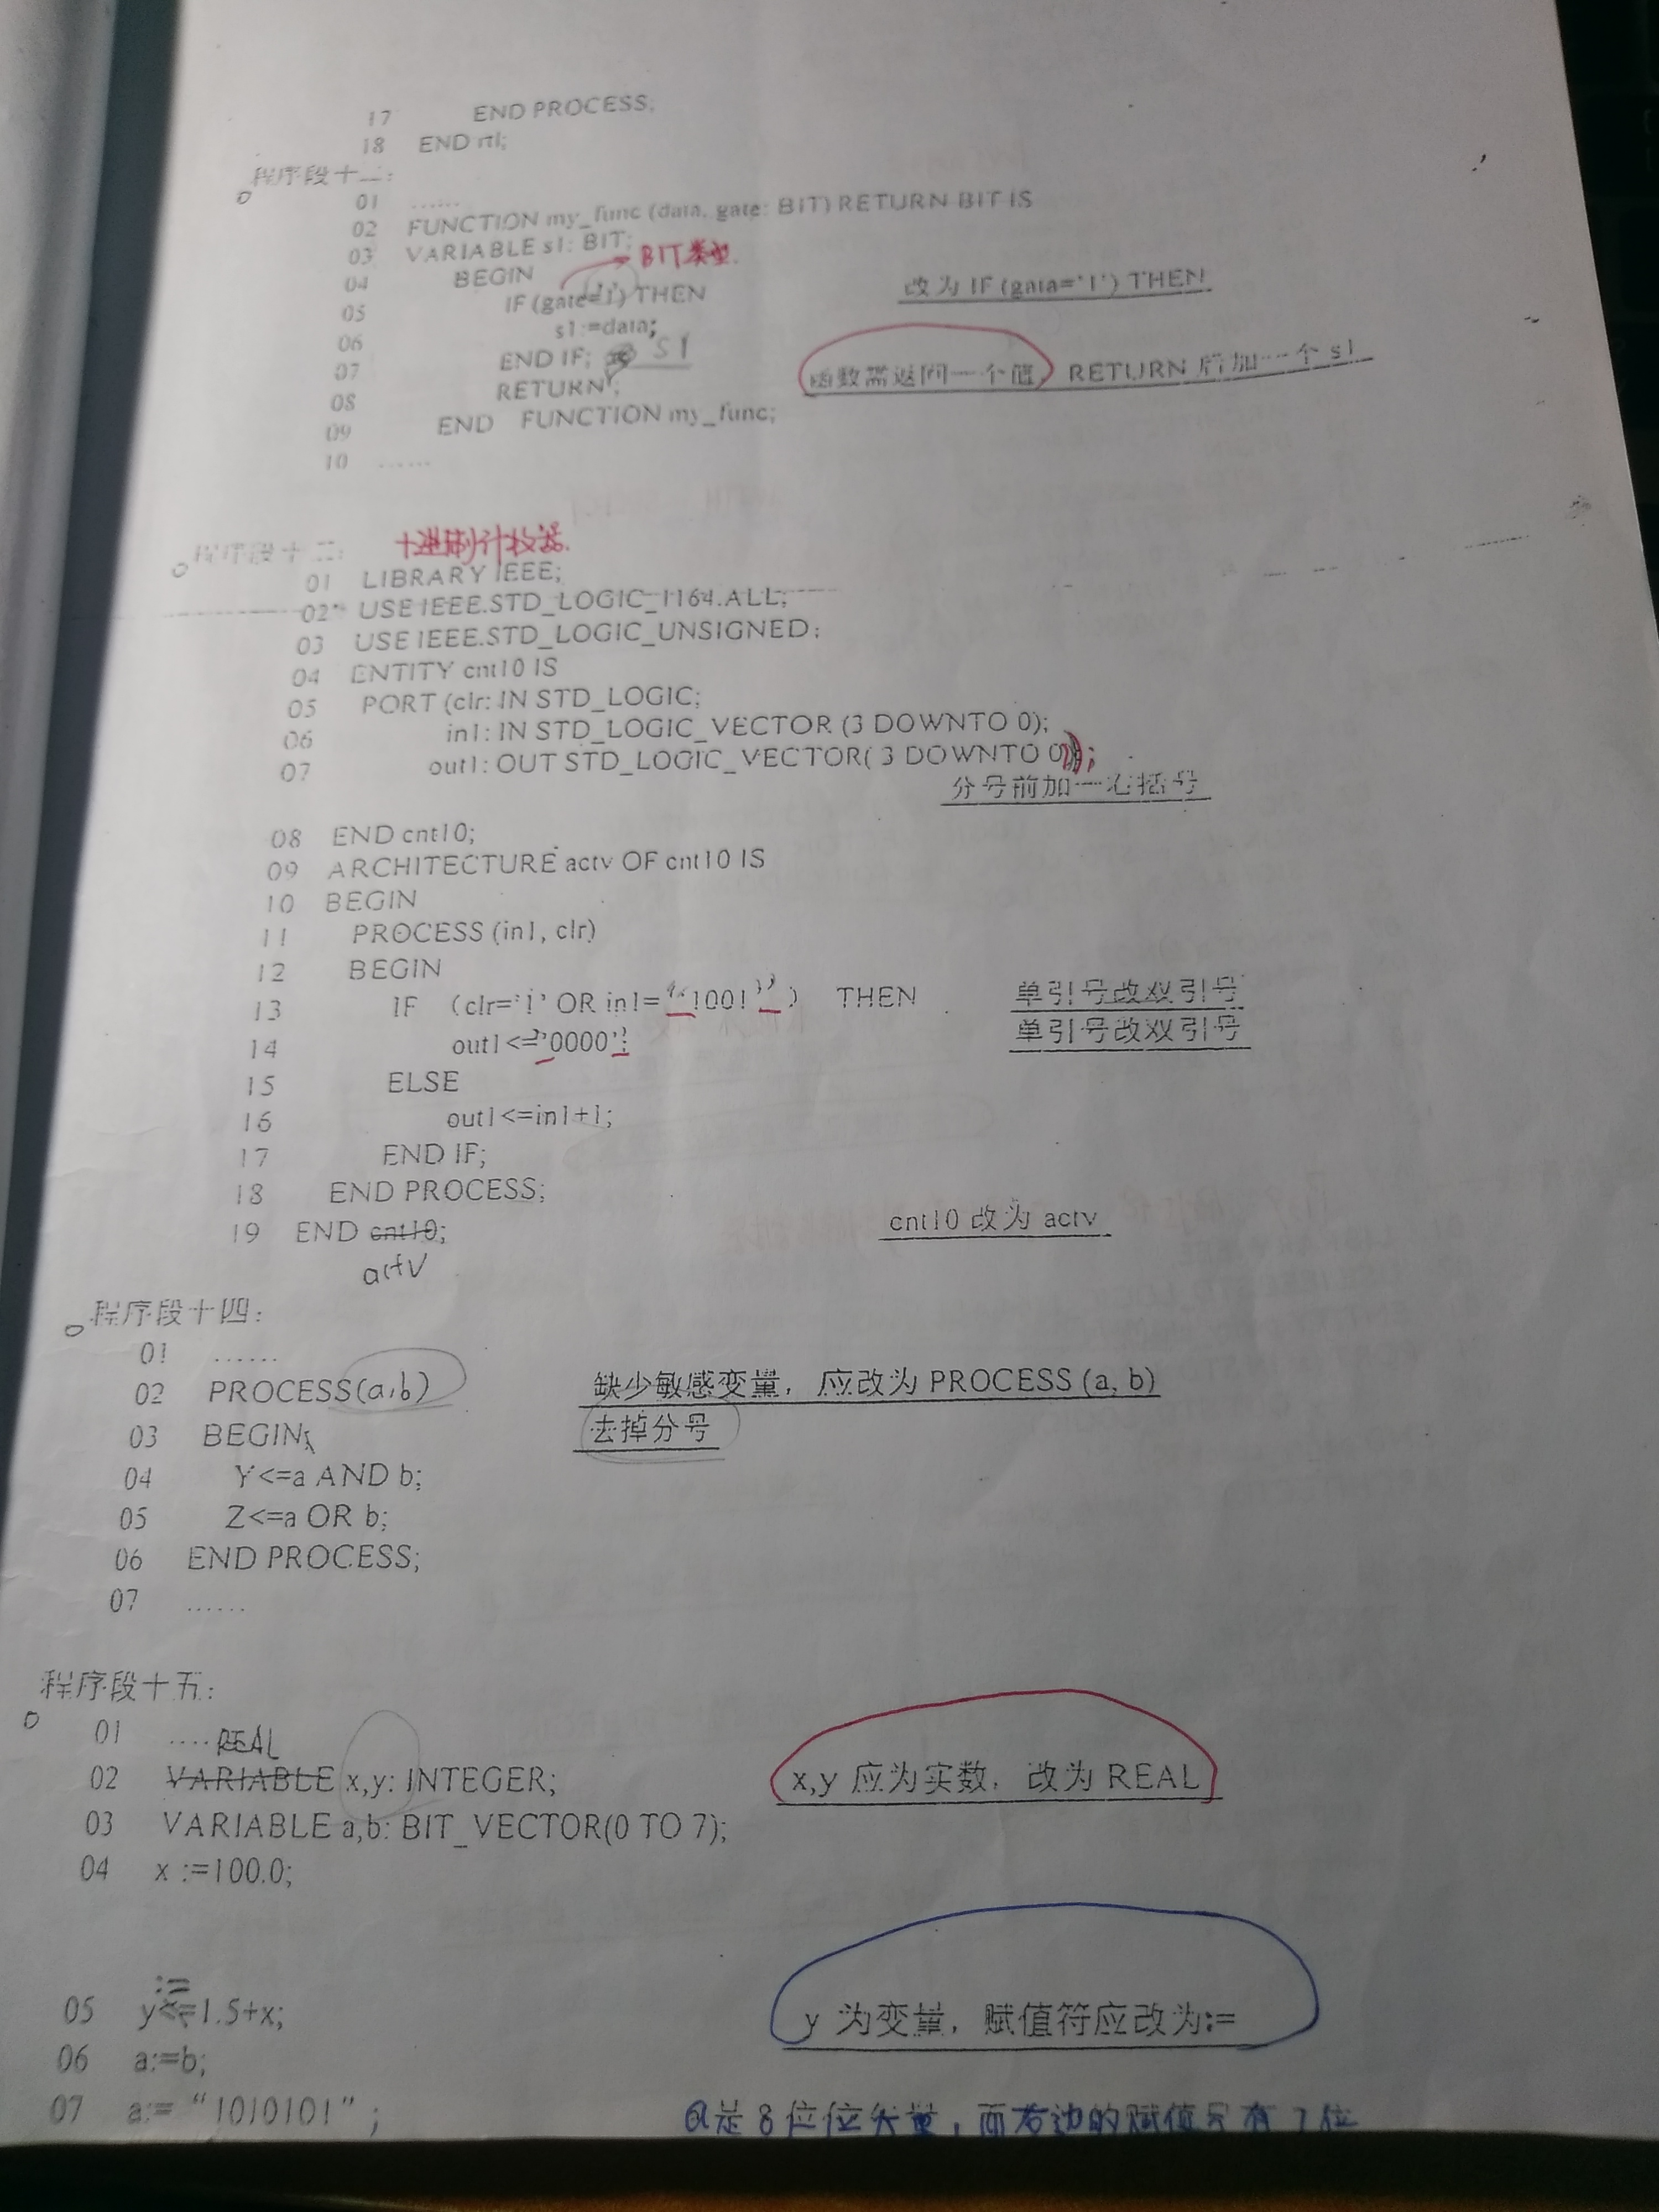 17 END PROCESS;
18 END rtl;
程序段十二:
01 ......
02 FUNCTION my_func (data, gate: BIT) RETURN BIT IS
03 VARIABLE s1: BIT;
BIT类型.
04 BEGIN
05 IF (gate='1') THEN 改为 IF (gata='1') THEN
06 s1:=data;
07 END IF; S1
08 RETURN ; 函数需返回一个值, RETURN 后加一个 s1
09 END FUNCTION my_func;
10 ......
程序段十三: 十进制计数器.
01 LIBRARY IEEE;
02 USE IEEE.STD_LOGIC_1164.ALL;
03 USE IEEE.STD_LOGIC_UNSIGNED;
04 ENTITY cnt10 IS
05 PORT (clr: IN STD_LOGIC;
06 in1: IN STD_LOGIC_VECTOR (3 DOWNTO 0);
07 out1: OUT STD_LOGIC_VECTOR( 3 DOWNTO 0));
分号前加一右括号
08 END cnt10;
09 ARCHITECTURE actv OF cnt10 IS
10 BEGIN
11 PROCESS (in1, clr)
12 BEGIN
13 IF （clr='1' OR in1= “1001” ） THEN 单引号改双引号
14 out1<=”0000”; 单引号改双引号
15 ELSE
16 out1<=in1+1;
17 END IF;
18 END PROCESS;
19 END cnt10; cnt10 改为 actv
actV
程序段十四:
01 ......
02 PROCESS(a,b) 缺少敏感变量，应改为 PROCESS (a, b)
03 BEGIN; 去掉分号
04 Y<=a AND b;
05 Z<=a OR b;
06 END PROCESS;
07 ......
程序段十五:
01 .... REAL
02 VARIABLE x,y: INTEGER; x,y 应为实数，改为 REAL
03 VARIABLE a,b: BIT_VECTOR(0 TO 7);
04 x :=100.0;
:=
05 y<=1.5+x; y 为变量，赋值符应改为:=
06 a:=b;
07 a:= “1010101” ; a是 8 位位矢量，而右边的赋值只有 7 位